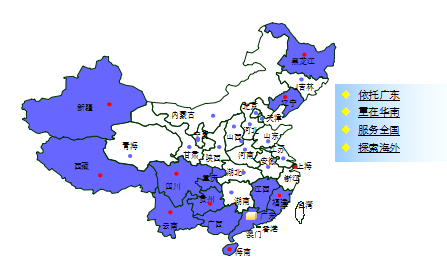 黑龙江
吉林
辽宁
新疆
内蒙古
北京
天津
河北
山西
山东
宁夏
青海
甘肃
陕西
河南
江苏
安徽
上海
西藏
四川
重庆
湖北
浙江
贵州
湖南
江西
福建
台湾
云南
广西
广东
香港
澳门
海南
依托广东
重在华南
服务全国
探索海外